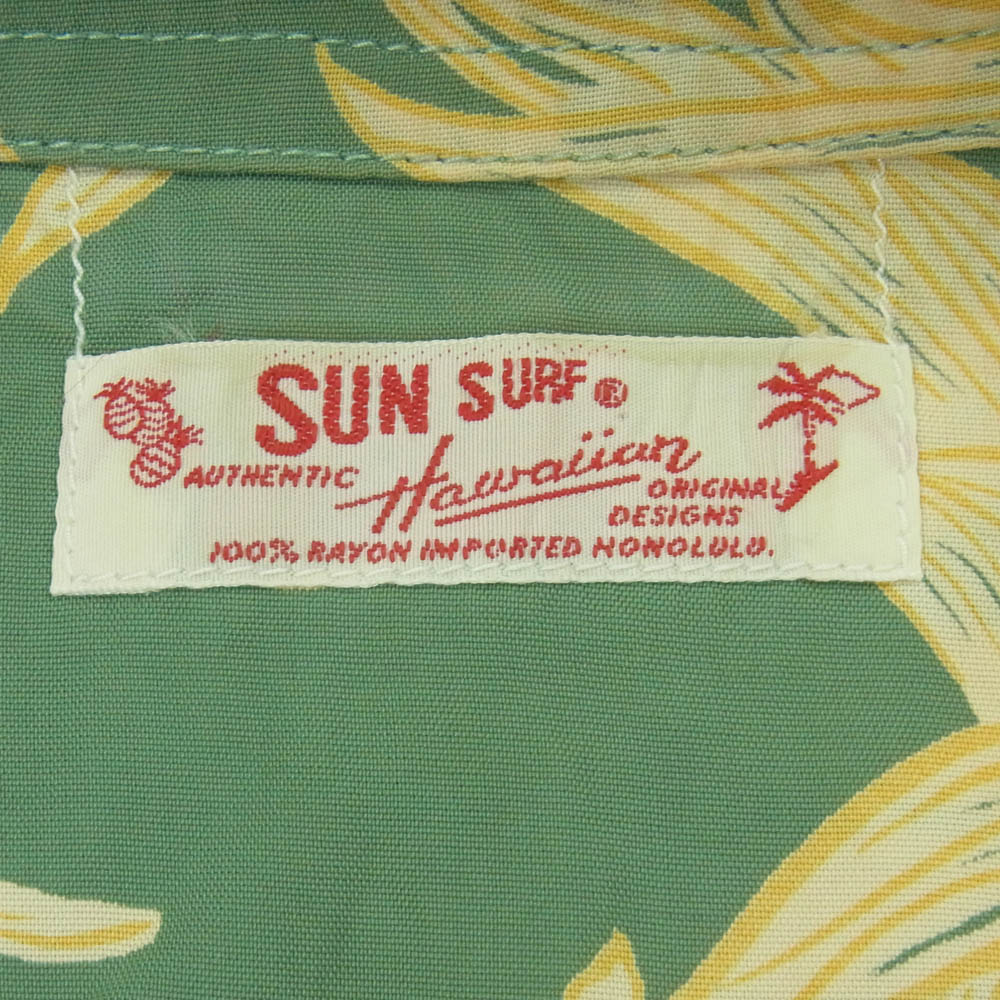 SUN SURF®
AUTHENTIC Hawaiian ORIGINAL
DESIGNS
100% RAYON IMPORTED HONOLULU.